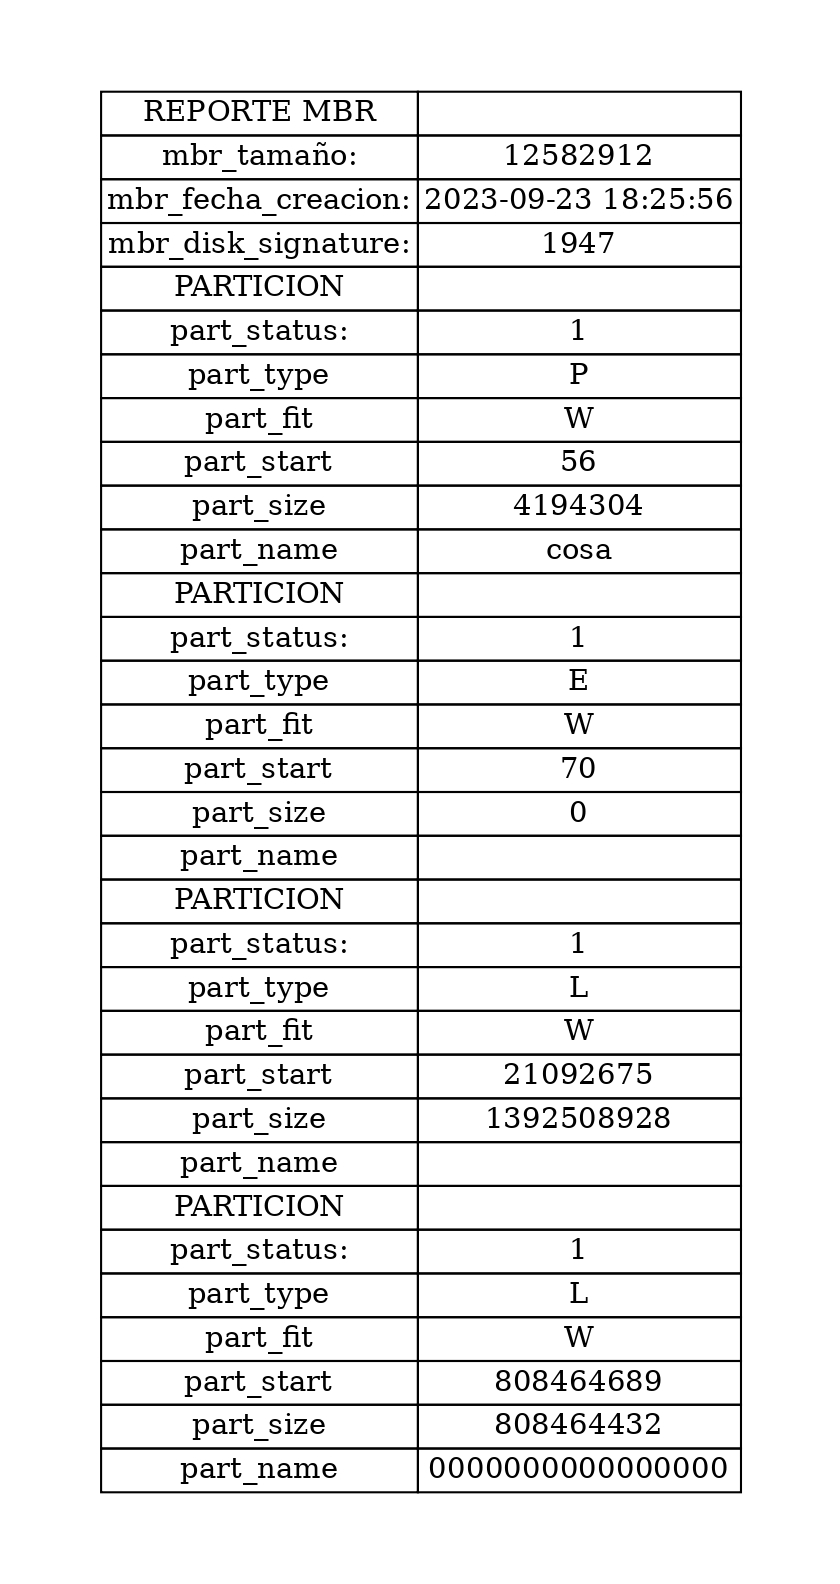 REPORTE MBR
mbr_tamaño: 12582912
mbr_fecha_creacion: 2023-09-23 18:25:56
mbr_disk_signature: 1947
PARTICION
part_status: 1
part_type P
part_fit W
part_start 56
part_size 4194304
part_name cosa
PARTICION
part_status: 1
part_type E
part_fit W
part_start 70
part_size 0
part_name
PARTICION
part_status: 1
part_type L
part_fit W
part_start 21092675
part_size 1392508928
part_name
PARTICION
part_status: 1
part_type L
part_fit W
part_start 808464689
part_size 808464432
part_name 0000000000000000